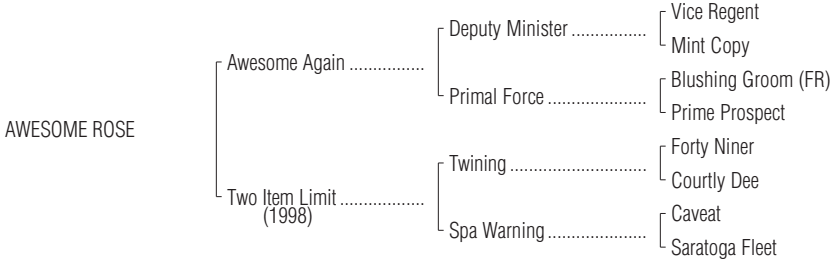 Vice Regent
Deputy Minister ................
Mint Copy
Awesome Again ................
Blushing Groom (FR)
Primal Force .....................
Prime Prospect
AWESOME ROSE
Forty Niner
Twining .............................
Courtly Dee
Two Item Limit ..................
(1998)
Caveat
Spa Warning .....................
Saratoga Fleet